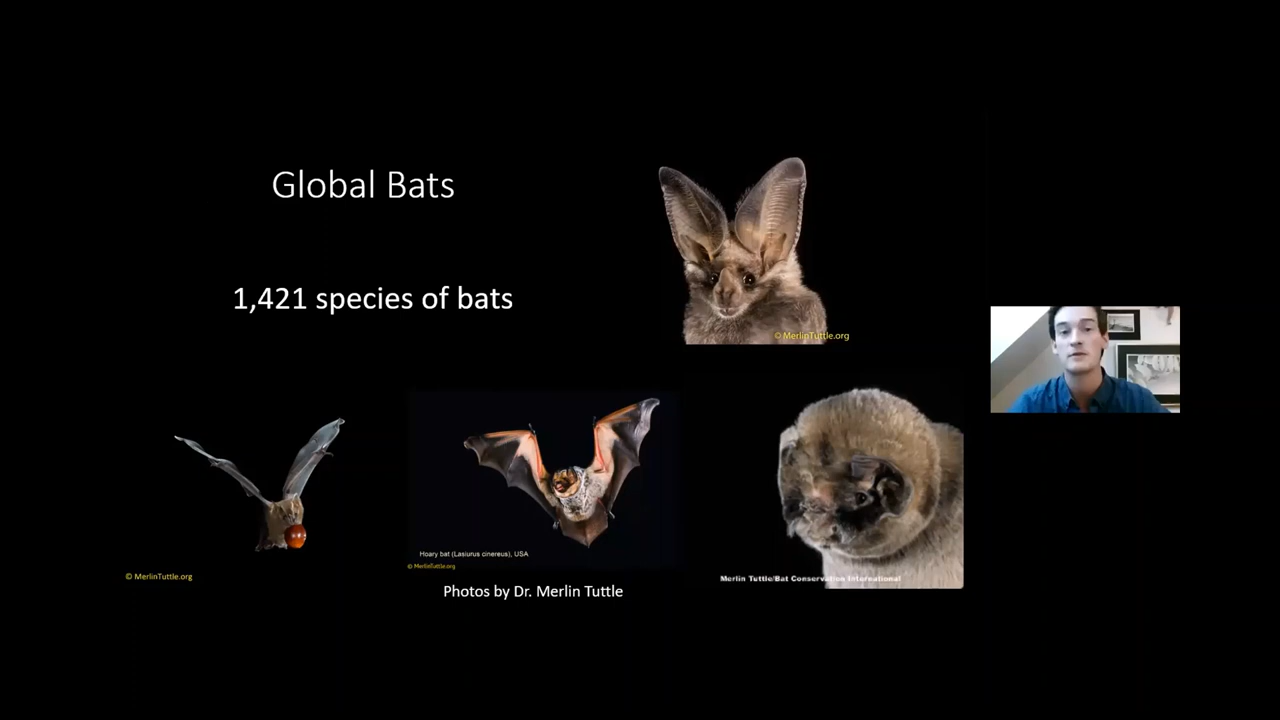 Global Bats
1,421 species of bats
© MerlinTuttle.org
Hoary bat (Lasiurus cinereus), USA
© MerlinTuttle.org
© MerlinTuttle.org
Merlin Tuttle/Bat Conservation International
Photos by Dr. Merlin Tuttle